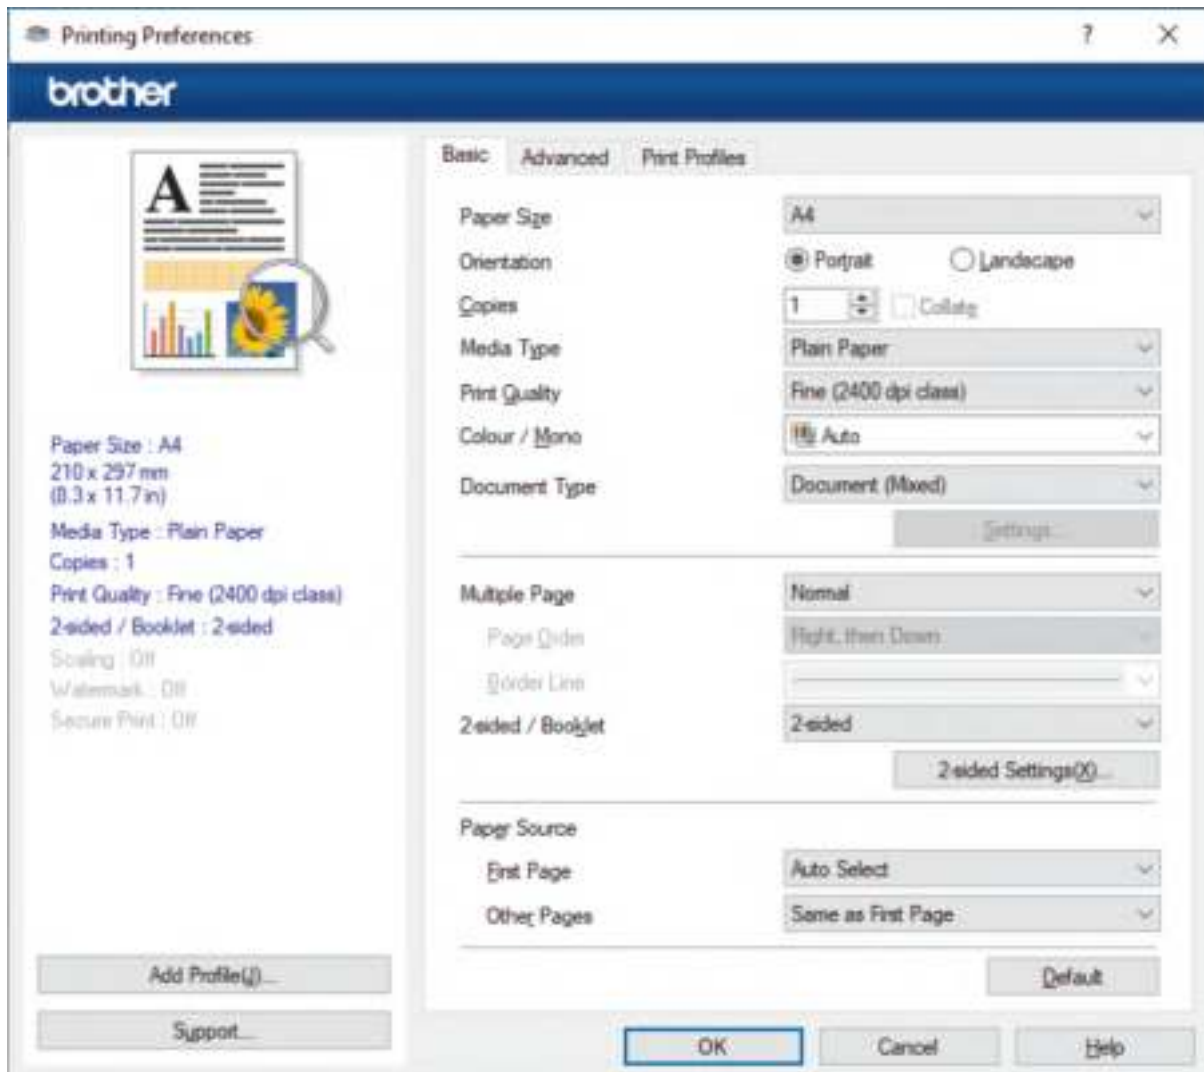 Printing Preferences ?
brother
Basic Advanced Print Profiles
A
Paper Size : A4
210 x 297 mm
(8.3 x 11.7 in)
Media Type : Plain Paper
Copies : 1
Print Quality : Fine (2400 dpi class)
2-sided / Booklet : 2-sided
Scaling : Off
Watermark : Off
Secure Print : Off
Add Profile(J)...
Support...
Paper Size A4
Orientation Portrait Landscape
Copies 1 Collate
Media Type Plain Paper
Print Quality Fine (2400 dpi class)
Colour / Mono Auto
Document Type Document (Mixed)
Settings...
Multiple Page Normal
Page Order Right, then Down
Border Line
2-sided / Booklet 2-sided
2-sided Settings(X)...
Paper Source
First Page Auto Select
Other Pages Same as First Page
Default
OK Cancel Help